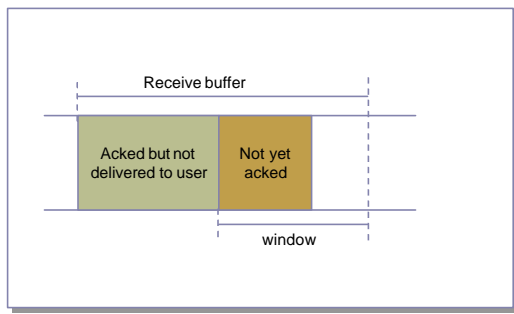 Receive buffer
Acked but not
delivered to user
Not yet
acked
window